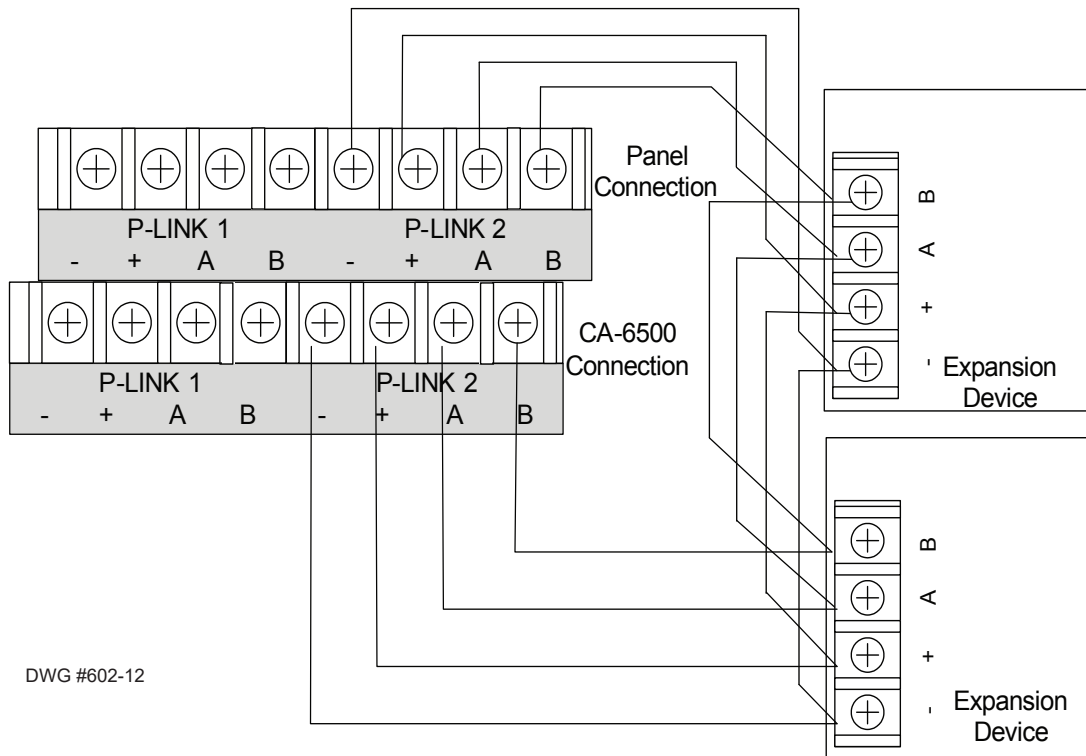 Panel
Connection
P-LINK 1 P-LINK 2
- + A B - + A B
CA-6500
Connection
P-LINK 1 P-LINK 2
- + A B - + A B
B
A
+
-
Expansion
Device
B
A
+
-
Expansion
Device
DWG #602-12